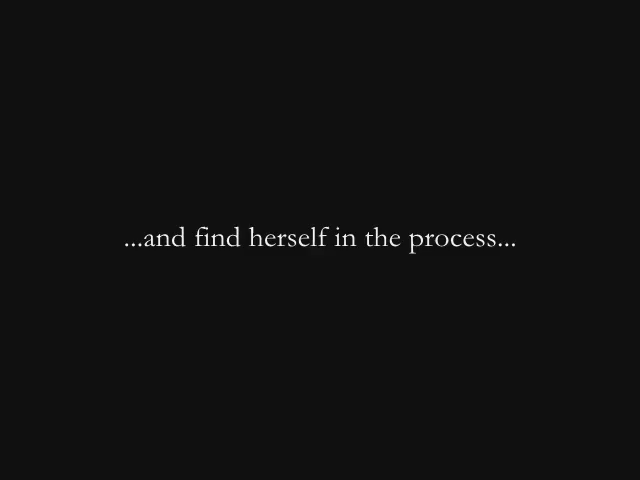 ...and find herself in the process...